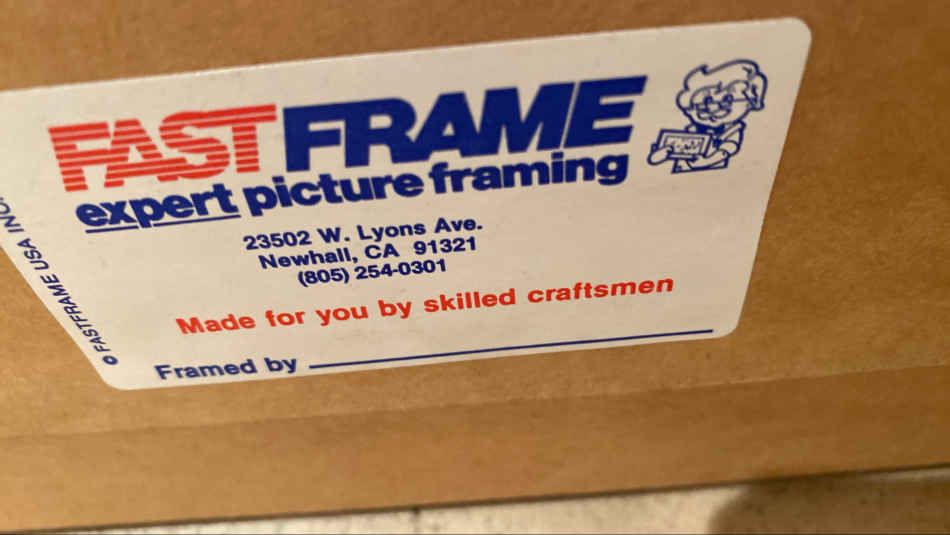 FASTFRAME
expert picture framing
23502 W. Lyons Ave.
Newhall, CA 91321
(805) 254-0301
Made for you by skilled craftsmen
Framed by
© FASTFRAME USA INC.